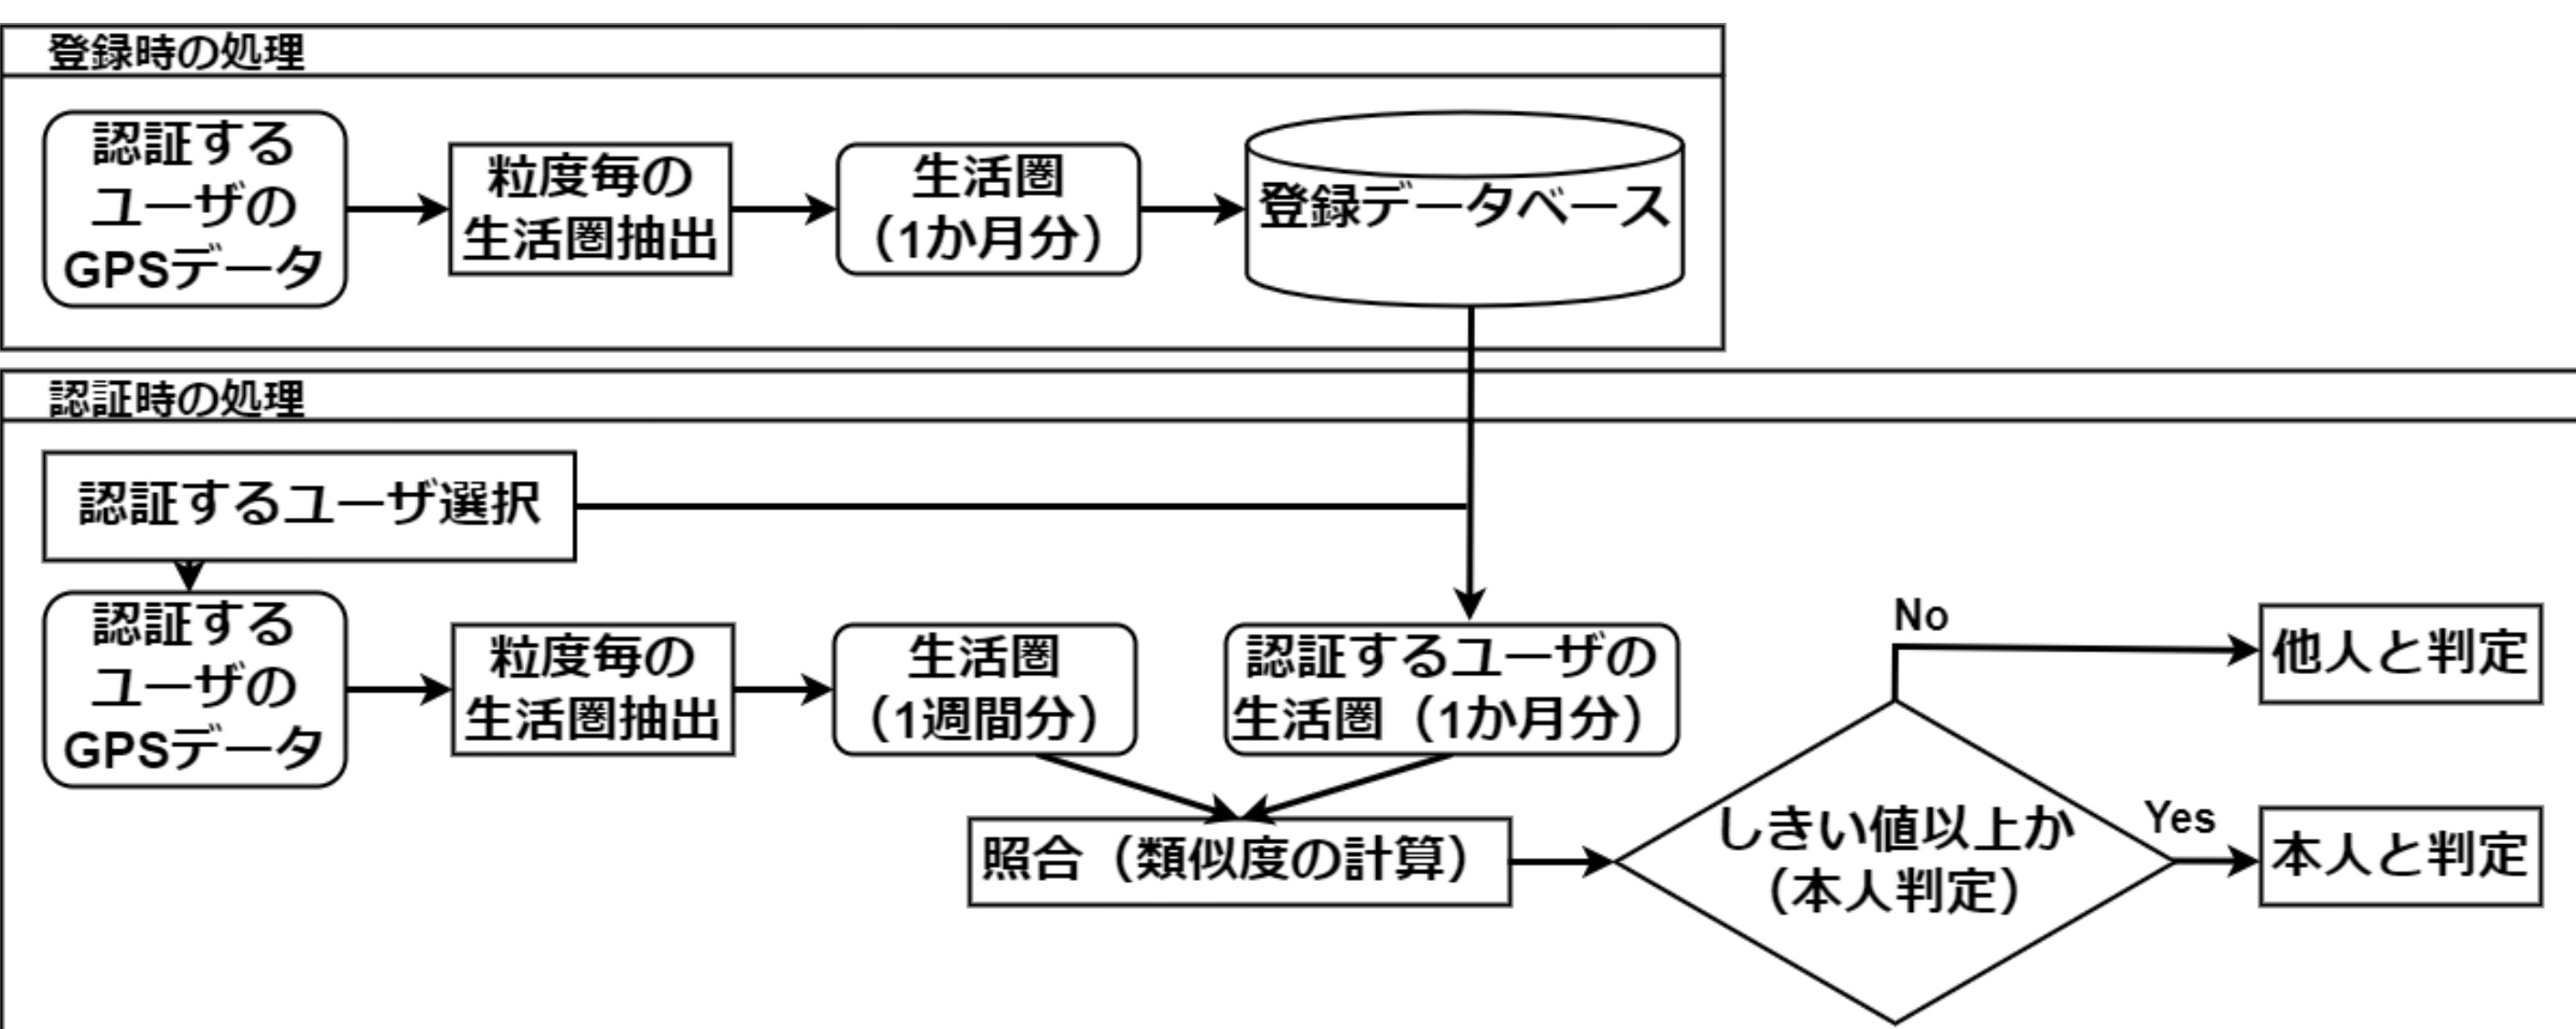 登録時の処理
認証する
ユーザの
GPSデータ
粒度毎の
生活圏抽出
生活圏
（1か月分）
登録データベース
認証時の処理
認証するユーザ選択
認証する
ユーザの
GPSデータ
粒度毎の
生活圏抽出
生活圏
（1週間分）
認証するユーザの
生活圏（1か月分）
照合（類似度の計算）
しきい値以上か
（本人判定）
No
他人と判定
Yes
本人と判定